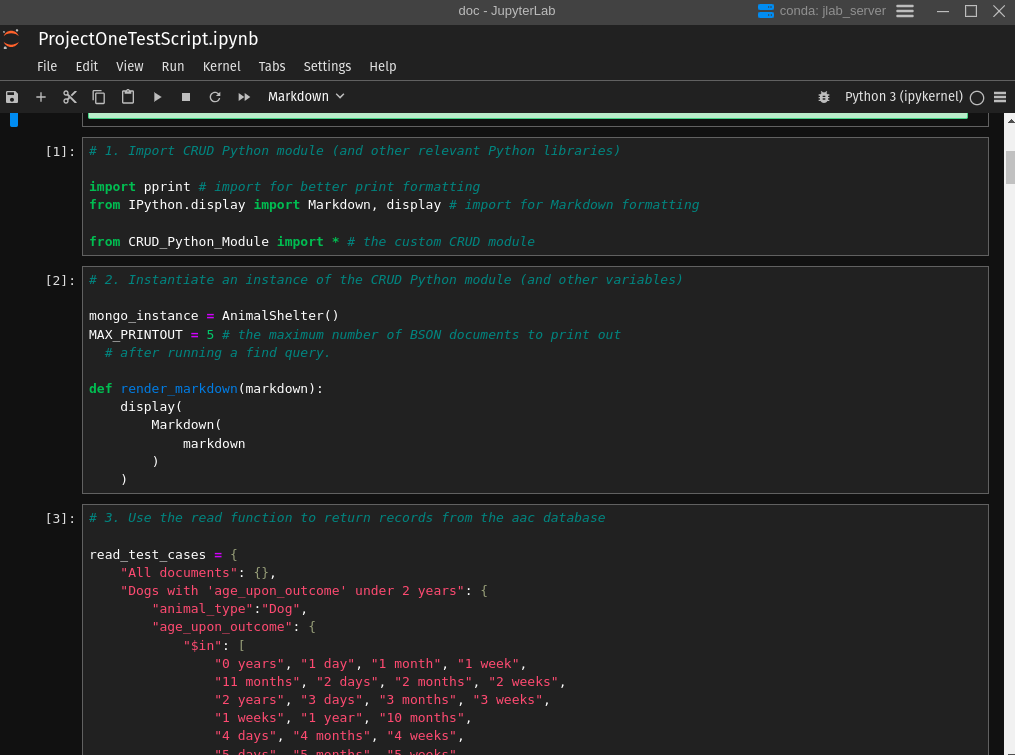 doc - JupyterLab
conda: jlab_server
ProjectOneTestScript.ipynb
File Edit View Run Kernel Tabs Settings Help
Markdown
Python 3 (ipykernel)
[1]:
# 1. Import CRUD Python module (and other relevant Python libraries)
import pprint # import for better print formatting
from IPython.display import Markdown, display # import for Markdown formatting
from CRUD_Python_Module import * # the custom CRUD module
[2]:
# 2. Instantiate an instance of the CRUD Python module (and other variables)
mongo_instance = AnimalShelter()
MAX_PRINTOUT = 5 # the maximum number of BSON documents to print out
# after running a find query.
def render_markdown(markdown):
display(
Markdown(
markdown
)
)
[3]:
# 3. Use the read function to return records from the aac database
read_test_cases = {
"All documents": {},
"Dogs with 'age_upon_outcome' under 2 years": {
"animal_type":"Dog",
"age_upon_outcome": {
"$in": [
"0 years", "1 day", "1 month", "1 week",
"11 months", "2 days", "2 months", "2 weeks",
"2 years", "3 days", "3 months", "3 weeks",
"1 weeks", "1 year", "10 months",
"4 days", "4 months", "4 weeks",
"5 days", "5 months", "5 weeks",